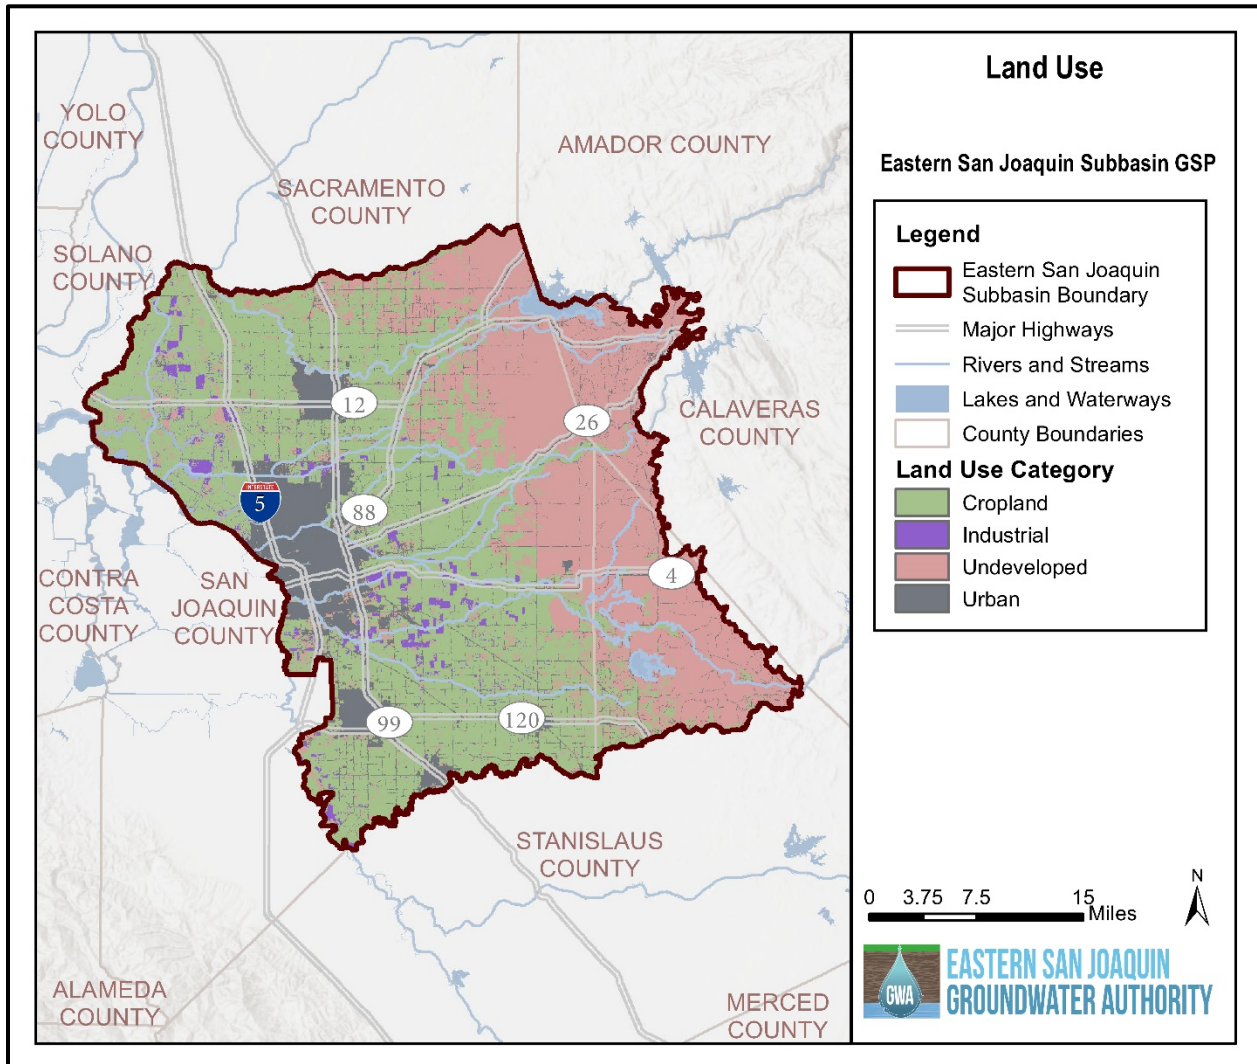 YOLO
COUNTY
AMADOR COUNTY
SACRAMENTO
COUNTY
SOLANO
COUNTY
12
26
CALAVERAS
COUNTY
INTERSTATE
5
88
CONTRA
COSTA
COUNTY
SAN
JOAQUIN
COUNTY
4
99
120
STANISLAUS
COUNTY
ALAMEDA
COUNTY
MERCED
COUNTY
Land Use
Eastern San Joaquin Subbasin GSP
Legend
Eastern San Joaquin
Subbasin Boundary
Major Highways
Rivers and Streams
Lakes and Waterways
County Boundaries
Land Use Category
Cropland
Industrial
Undeveloped
Urban
N
0 3.75 7.5 15
Miles
GWA
EASTERN SAN JOAQUIN
GROUNDWATER AUTHORITY